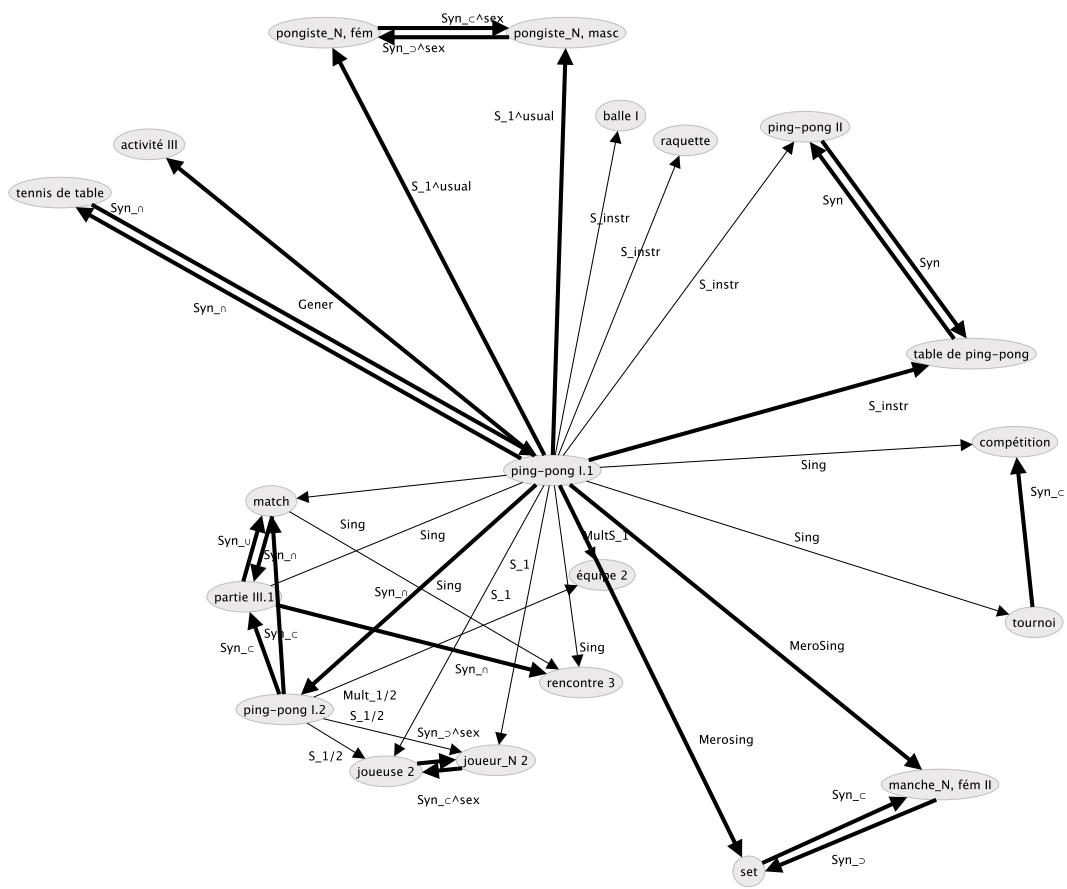 Syn_⊂^sex
pongiste_N, fém
pongiste_N, masc
Syn_⊃^sex
S_1^usual
balle I
ping-pong II
raquette
activité III
S_1^usual
tennis de table
Syn_∩
Syn
S_instr
S_instr
Syn
S_instr
Syn_∩
Gener
table de ping-pong
S_instr
compétition
ping-pong I.1
Sing
Syn_⊂
match
Sing
Sing
MultS_1
Sing
Syn_∪
Syn_∩
S_1
équipe 2
Sing
S_1
Syn_∩
partie III.1
tournoi
Syn_⊂
Syn_⊂
Sing
MeroSing
Syn_∩
rencontre 3
Mult_1/2
ping-pong I.2
S_1/2
Syn_⊃^sex
Merosing
S_1/2
joueur_N 2
joueuse 2
manche_N, fém II
Syn_⊂
Syn_⊂^sex
Syn_⊃
set